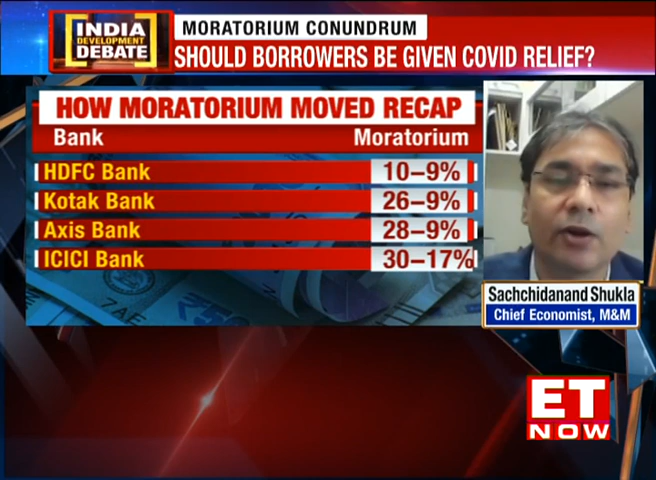 INDIA
DEVELOPMENT
DEBATE
MORATORIUM CONUNDRUM
SHOULD BORROWERS BE GIVEN COVID RELIEF?
HOW MORATORIUM MOVED RECAP
Bank Moratorium
HDFC Bank 10–9%
Kotak Bank 26–9%
Axis Bank 28–9%
ICICI Bank 30–17%
Sachchidanand Shukla
Chief Economist, M&M
ET
NOW